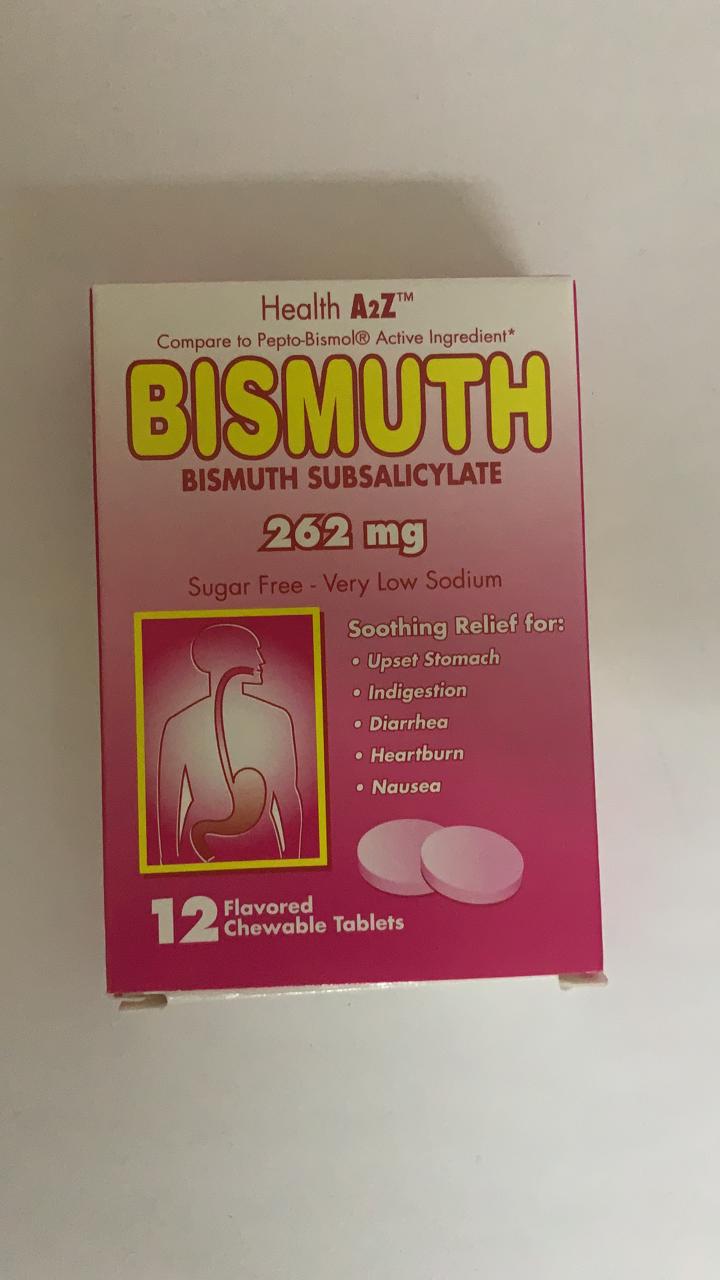 Health A2Z™
Compare to Pepto-Bismol® Active Ingredient*
BISMUTH
BISMUTH SUBSALICYLATE
262 mg
Sugar Free - Very Low Sodium
Soothing Relief for:
• Upset Stomach
• Indigestion
• Diarrhea
• Heartburn
• Nausea
12 Flavored
Chewable Tablets